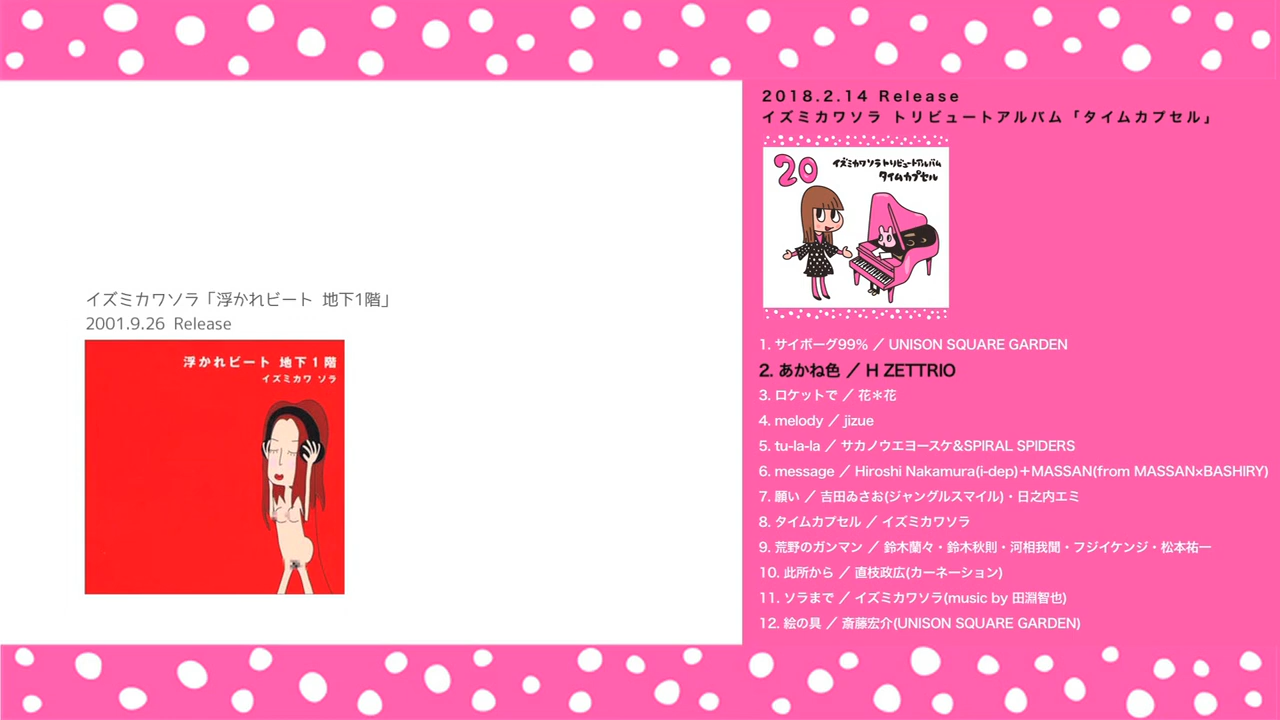 イズミカワソラ「浮かれビート 地下1階」
2001.9.26 Release
浮かれビート 地下1階
イズミカワ ソラ
2018.2.14 Release
イズミカワソラ トリビュートアルバム「タイムカプセル」
20
イズミカワソラトリビュートアルバム
タイムカプセル
1. サイボーグ99% ／ UNISON SQUARE GARDEN
2. あかね色 ／ H ZETTRIO
3. ロケットで ／ 花＊花
4. melody ／ jizue
5. tu-la-la ／ サカノウエヨースケ&SPIRAL SPIDERS
6. message ／ Hiroshi Nakamura(i-dep)＋MASSAN(from MASSAN×BASHIRY)
7. 願い ／ 吉田ゐさお(ジャングルスマイル)・日之内エミ
8. タイムカプセル ／ イズミカワソラ
9. 荒野のガンマン ／ 鈴木蘭々・鈴木秋則・河相我聞・フジイケンジ・松本祐一
10. 此所から ／ 直枝政広(カーネーション)
11. ソラまで ／ イズミカワソラ(music by 田淵智也)
12. 絵の具 ／ 斎藤宏介(UNISON SQUARE GARDEN)